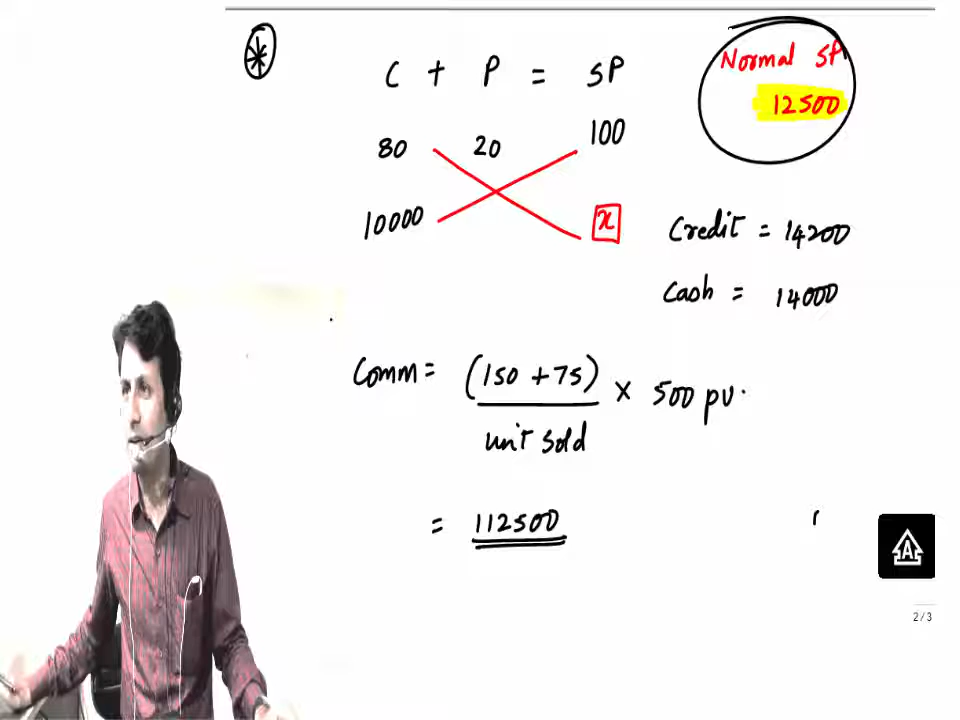 Normal SP
12500
C + P = SP
80 20 100
10000 x
Credit = 14200
Cash = 14000
Comm = (150 + 75) / unit sold × 500 pu.
= 112500
A
2/3